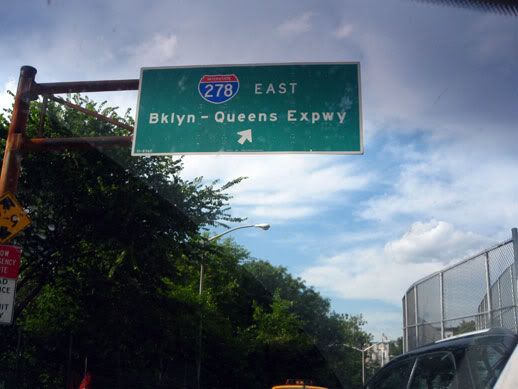 INTERSTATE
278 EAST
Bklyn - Queens Expwy